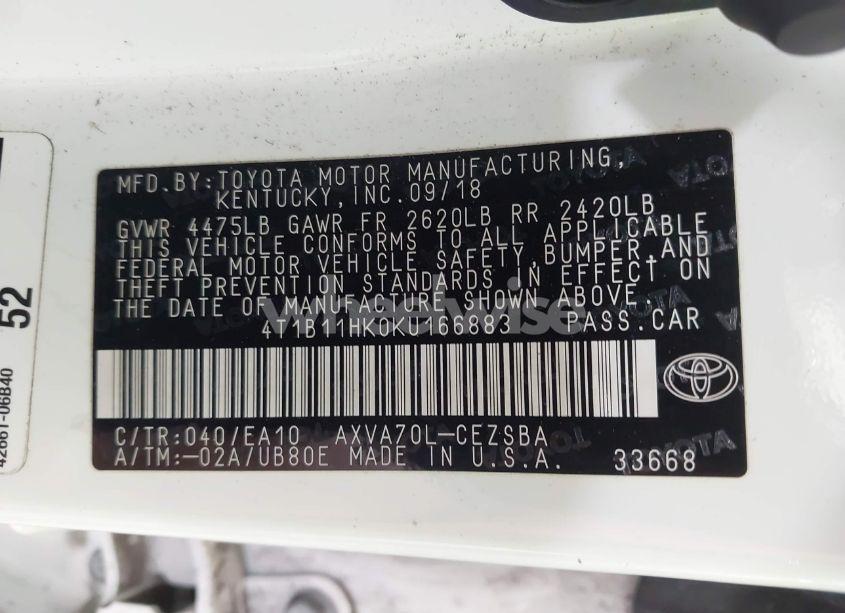 MFD.BY:TOYOTA MOTOR MANUFACTURING,
KENTUCKY,INC.09/18
GVWR 4475LB GAWR FR 2620LB RR 2420LB
THIS VEHICLE CONFORMS TO ALL APPLICABLE
FEDERAL MOTOR VEHICLE SAFETY,BUMPER,AND
THEFT PREVENTION STANDARDS IN EFFECT ON
THE DATE OF MANUFACTURE SHOWN ABOVE.
4T1B11HK0KU166883 PASS.CAR
C/TR:040/EA10 AXVA70L-CEZSBA
A/TM:-02A/UB80E MADE IN U.S.A. 33668
52
42661-06B40